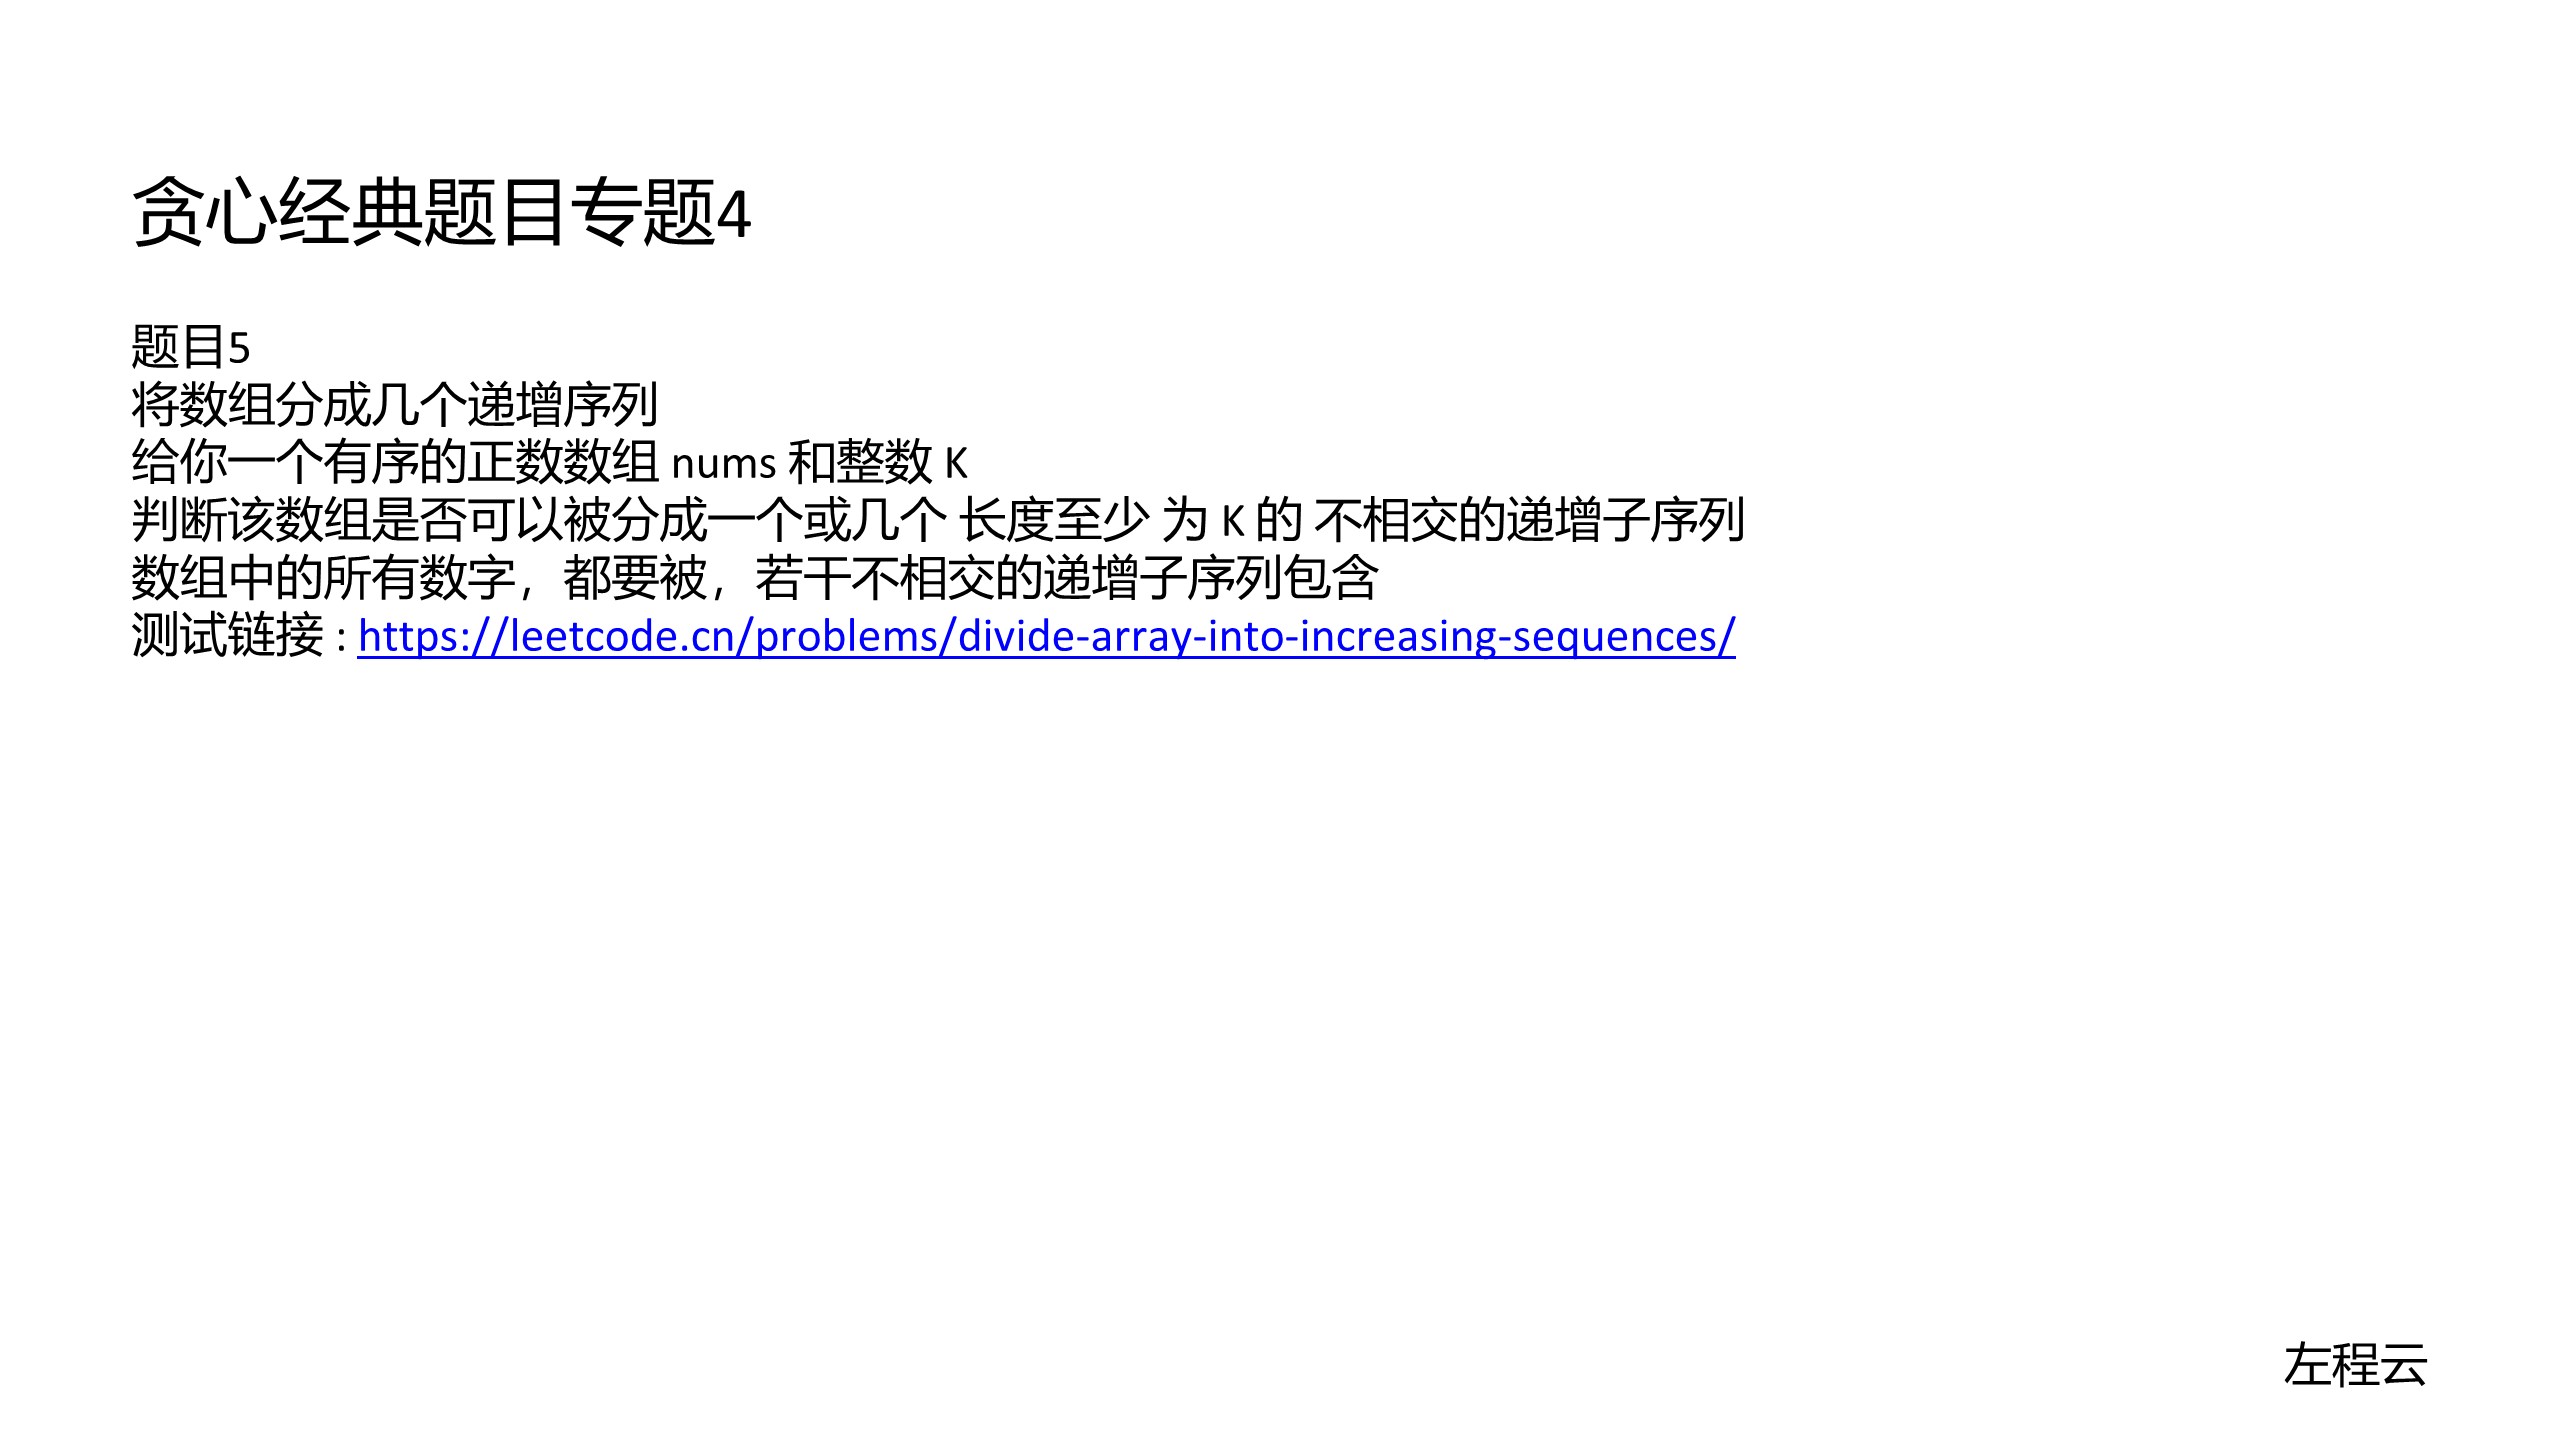 贪心经典题目专题4
题目5
将数组分成几个递增序列
给你一个有序的正数数组 nums 和整数 K
判断该数组是否可以被分成一个或几个 长度至少 为 K 的 不相交的递增子序列
数组中的所有数字，都要被，若干不相交的递增子序列包含
测试链接 : https://leetcode.cn/problems/divide-array-into-increasing-sequences/
左程云